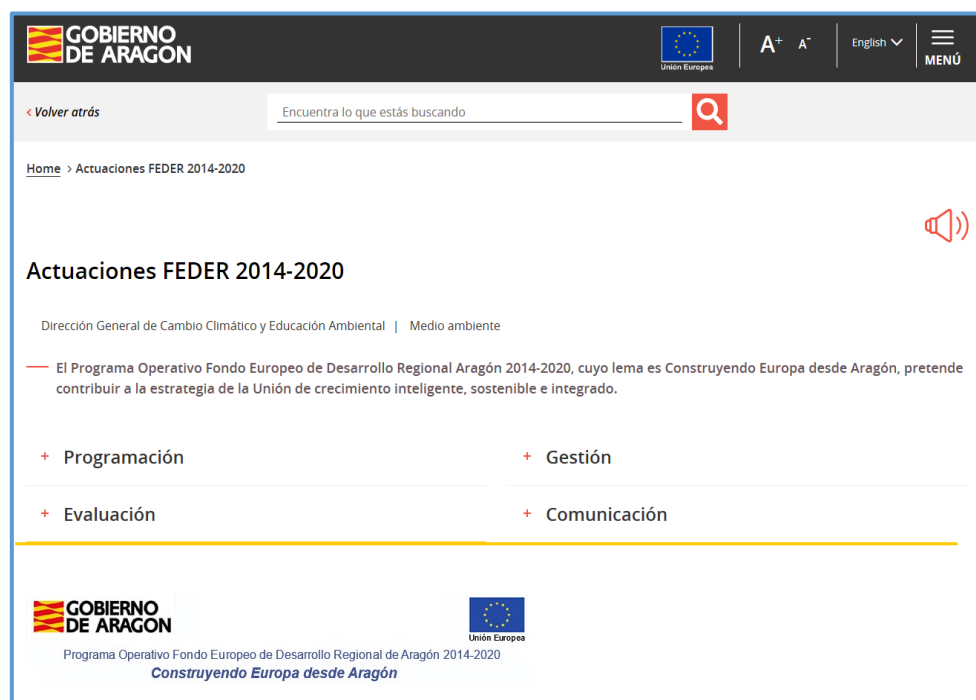 GOBIERNO
DE ARAGON
Unión Europea
A+ A-
English
MENÚ
‹ Volver atrás
Encuentra lo que estás buscando
Home > Actuaciones FEDER 2014-2020
Actuaciones FEDER 2014-2020
Dirección General de Cambio Climático y Educación Ambiental | Medio ambiente
El Programa Operativo Fondo Europeo de Desarrollo Regional Aragón 2014-2020, cuyo lema es Construyendo Europa desde Aragón, pretende
contribuir a la estrategia de la Unión de crecimiento inteligente, sostenible e integrado.
+ Programación
+ Gestión
+ Evaluación
+ Comunicación
GOBIERNO
DE ARAGON
Unión Europea
Programa Operativo Fondo Europeo de Desarrollo Regional de Aragón 2014-2020
Construyendo Europa desde Aragón